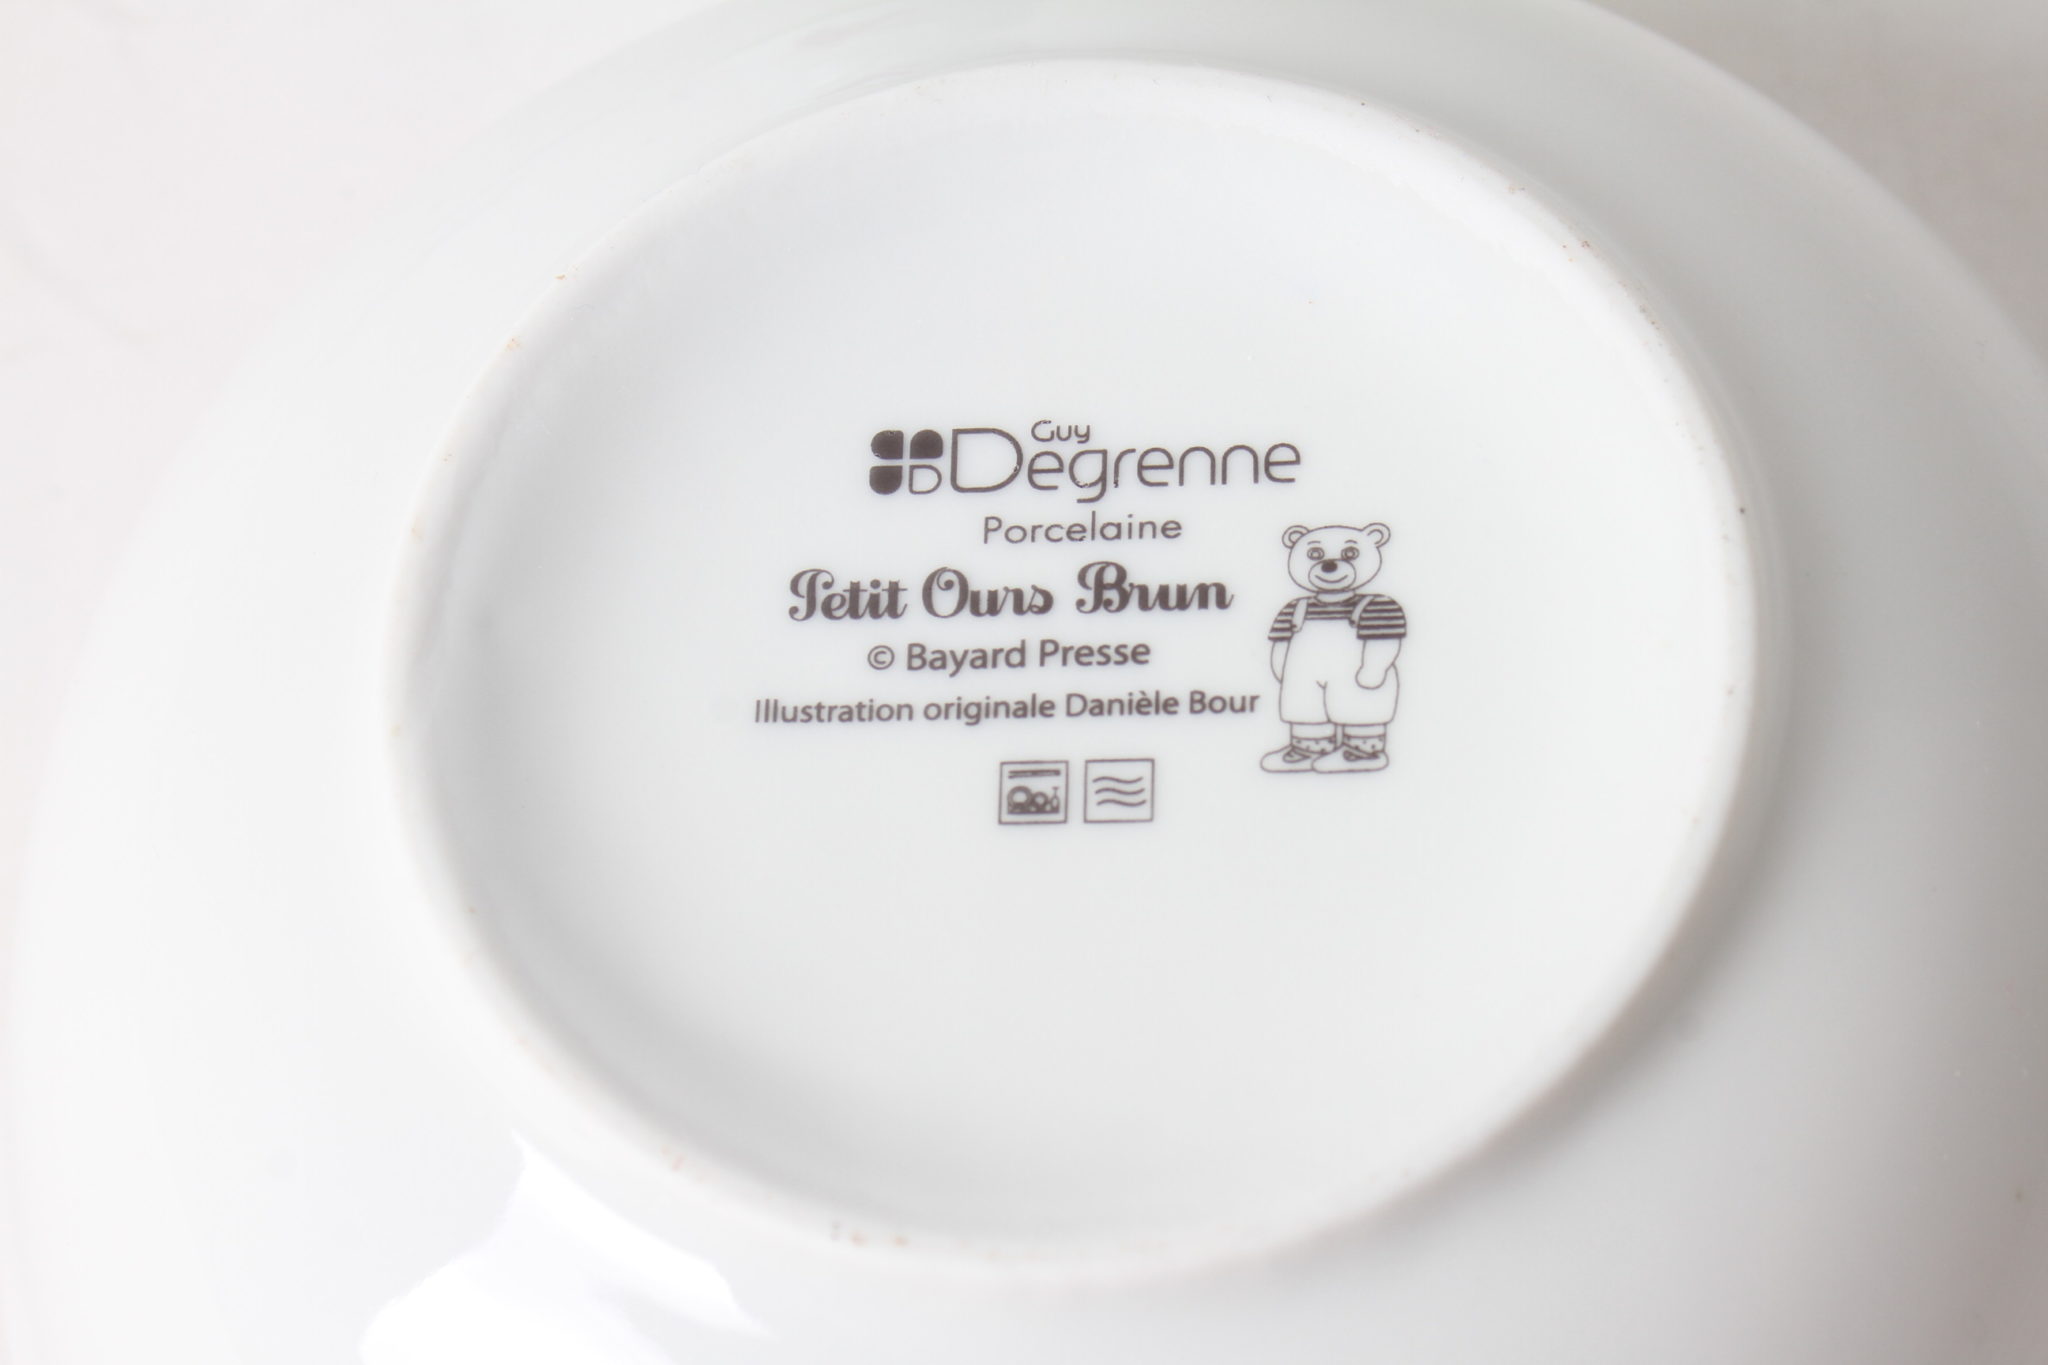 D Guy Degrenne
Porcelaine
Petit Ours Brun
© Bayard Presse
Illustration originale Danièle Bour